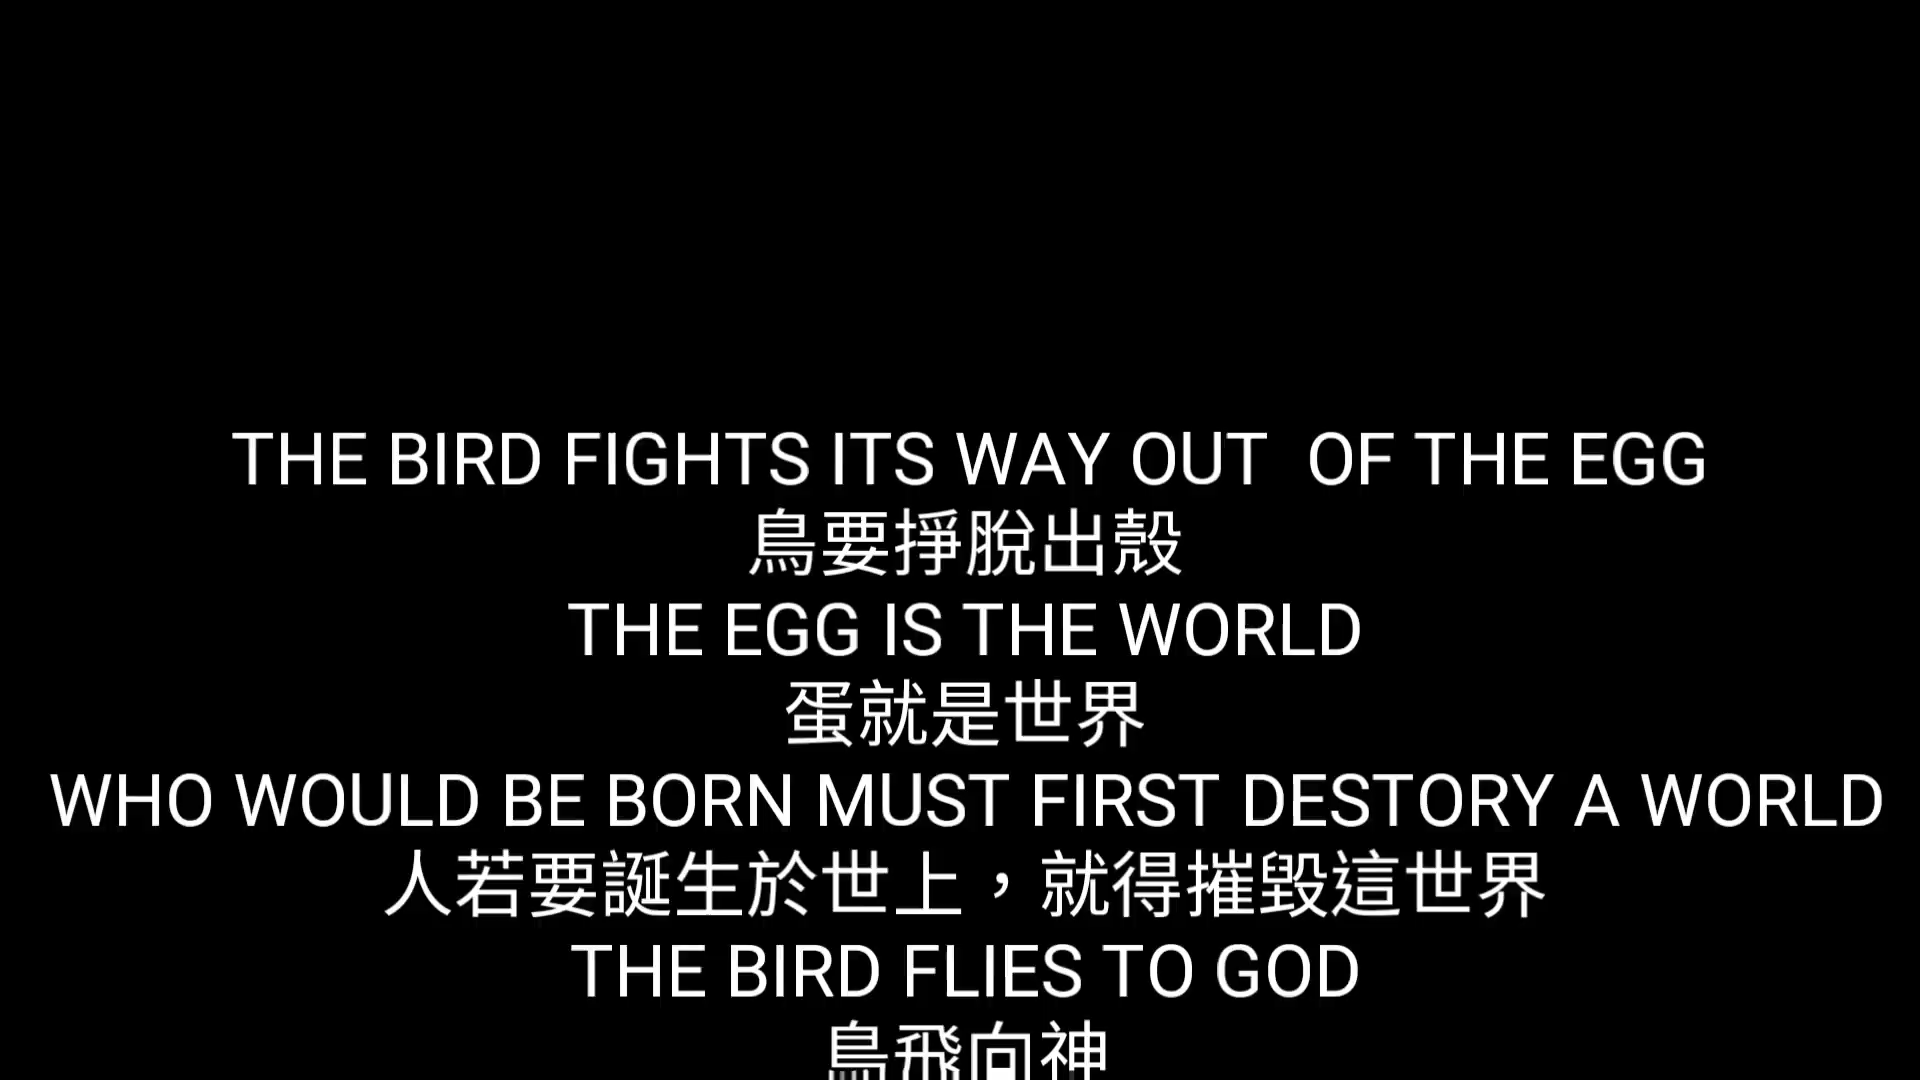 THE BIRD FIGHTS ITS WAY OUT  OF THE EGG
鳥要掙脫出殼
THE EGG IS THE WORLD
蛋就是世界
WHO WOULD BE BORN MUST FIRST DESTORY A WORLD
人若要誕生於世上，就得摧毀這世界
THE BIRD FLIES TO GOD
鳥飛向神